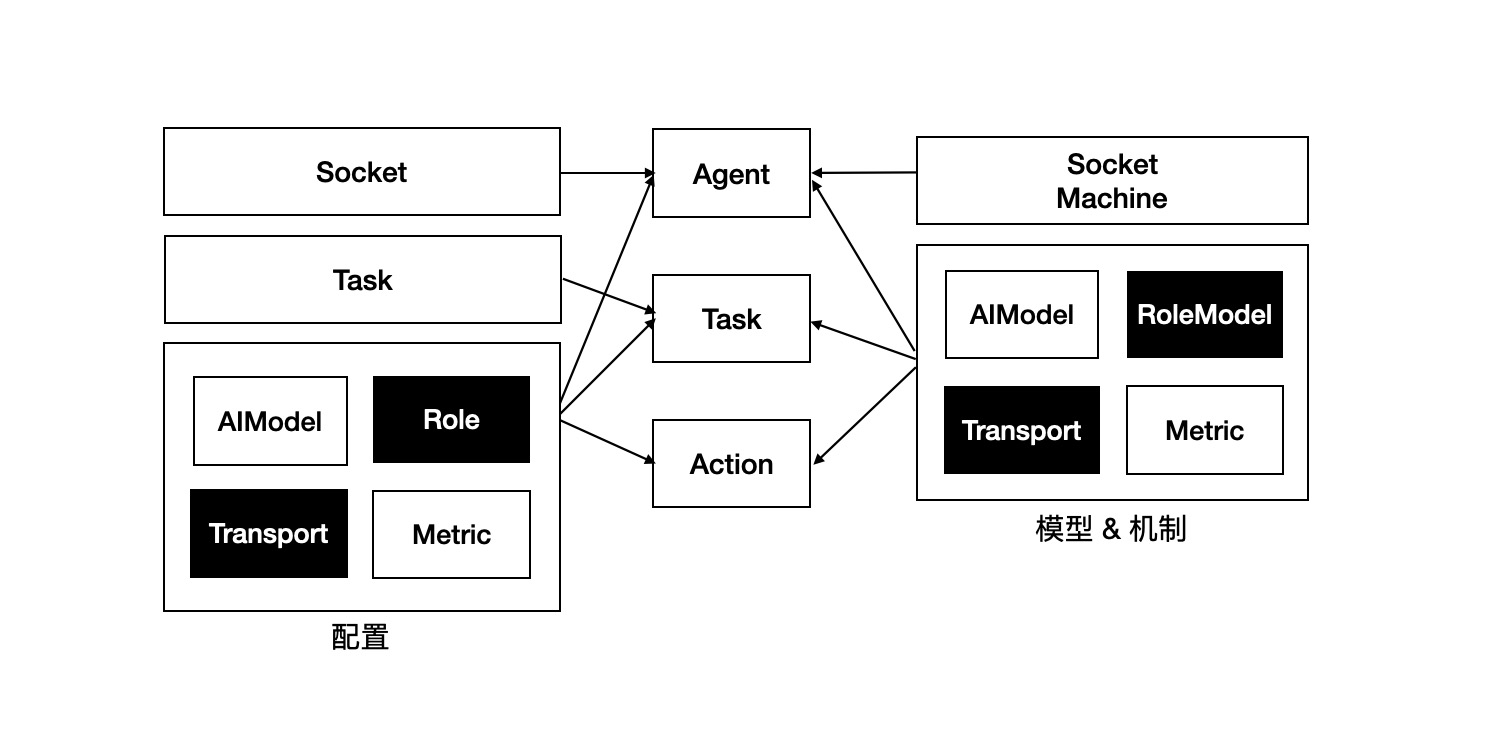 Socket
Task
AIModel
Role
Transport
Metric
配置
Agent
Task
Action
Socket
Machine
AIModel
RoleModel
Transport
Metric
模型 & 机制